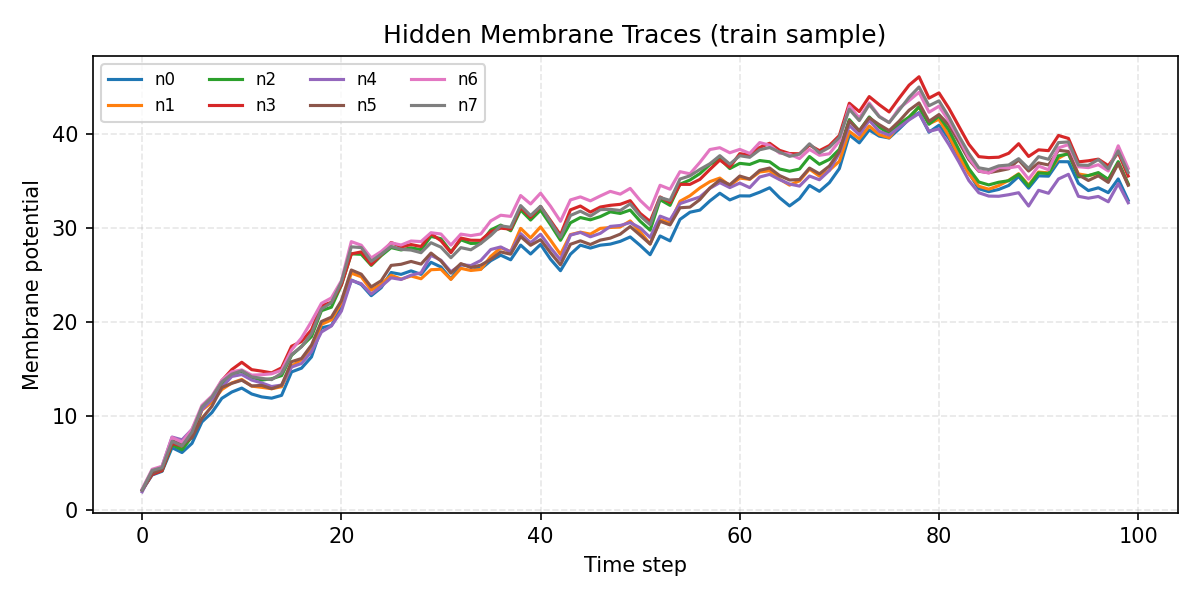 Hidden Membrane Traces (train sample)
n0 n2 n4 n6
n1 n3 n5 n7
Membrane potential
40
30
20
10
0
0 20 40 60 80 100
Time step